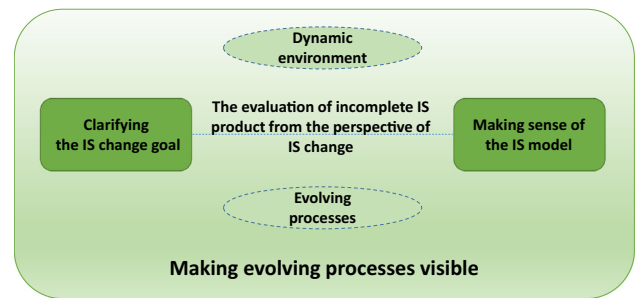 Dynamic
environment
Clarifying
the IS change goal
The evaluation of incomplete IS
product from the perspective of
IS change
Making sense of
the IS model
Evolving
processes
Making evolving processes visible